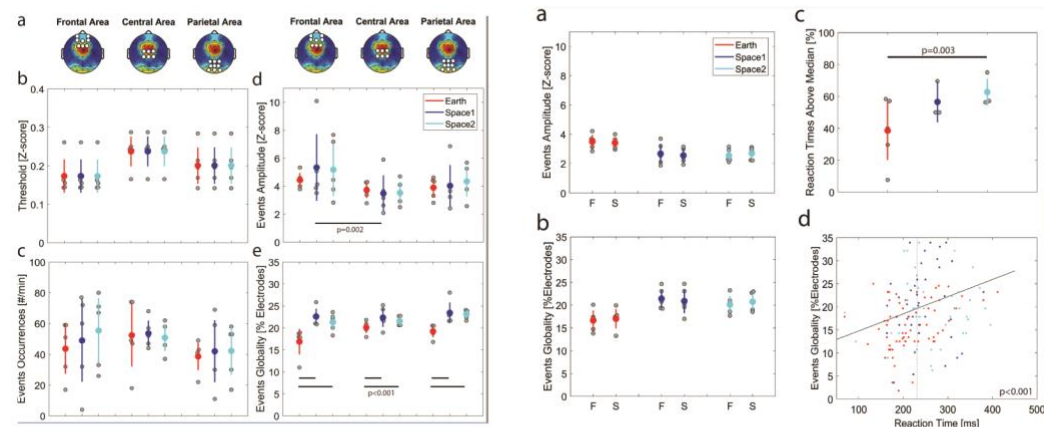 a
Frontal Area Central Area Parietal Area
b
Threshold [Z-score]
0.4
0.3
0.2
0.1
0
c
Events Occurrences [#/min]
100
80
60
40
20
0
Frontal Area Central Area Parietal Area
d
Events Amplitude [Z-score]
10
8
6
4
2
0
Earth
Space1
Space2
p=0.002
e
Events Globality [% Electrodes]
35
30
25
20
15
10
5
0
p<0.001
a
Events Amplitude [Z-score]
10
8
6
4
2
0
Earth
Space1
Space2
F S F S F S
b
Events Globality [%Electrodes]
35
30
25
20
15
10
5
0
F S F S F S
c
Reaction Times Above Median [%]
100
80
60
40
20
0
p=0.003
d
Events Globality [%Electrodes]
35
30
25
20
15
10
5
0
p<0.001
100 200 300 400 500
Reaction Time [ms]